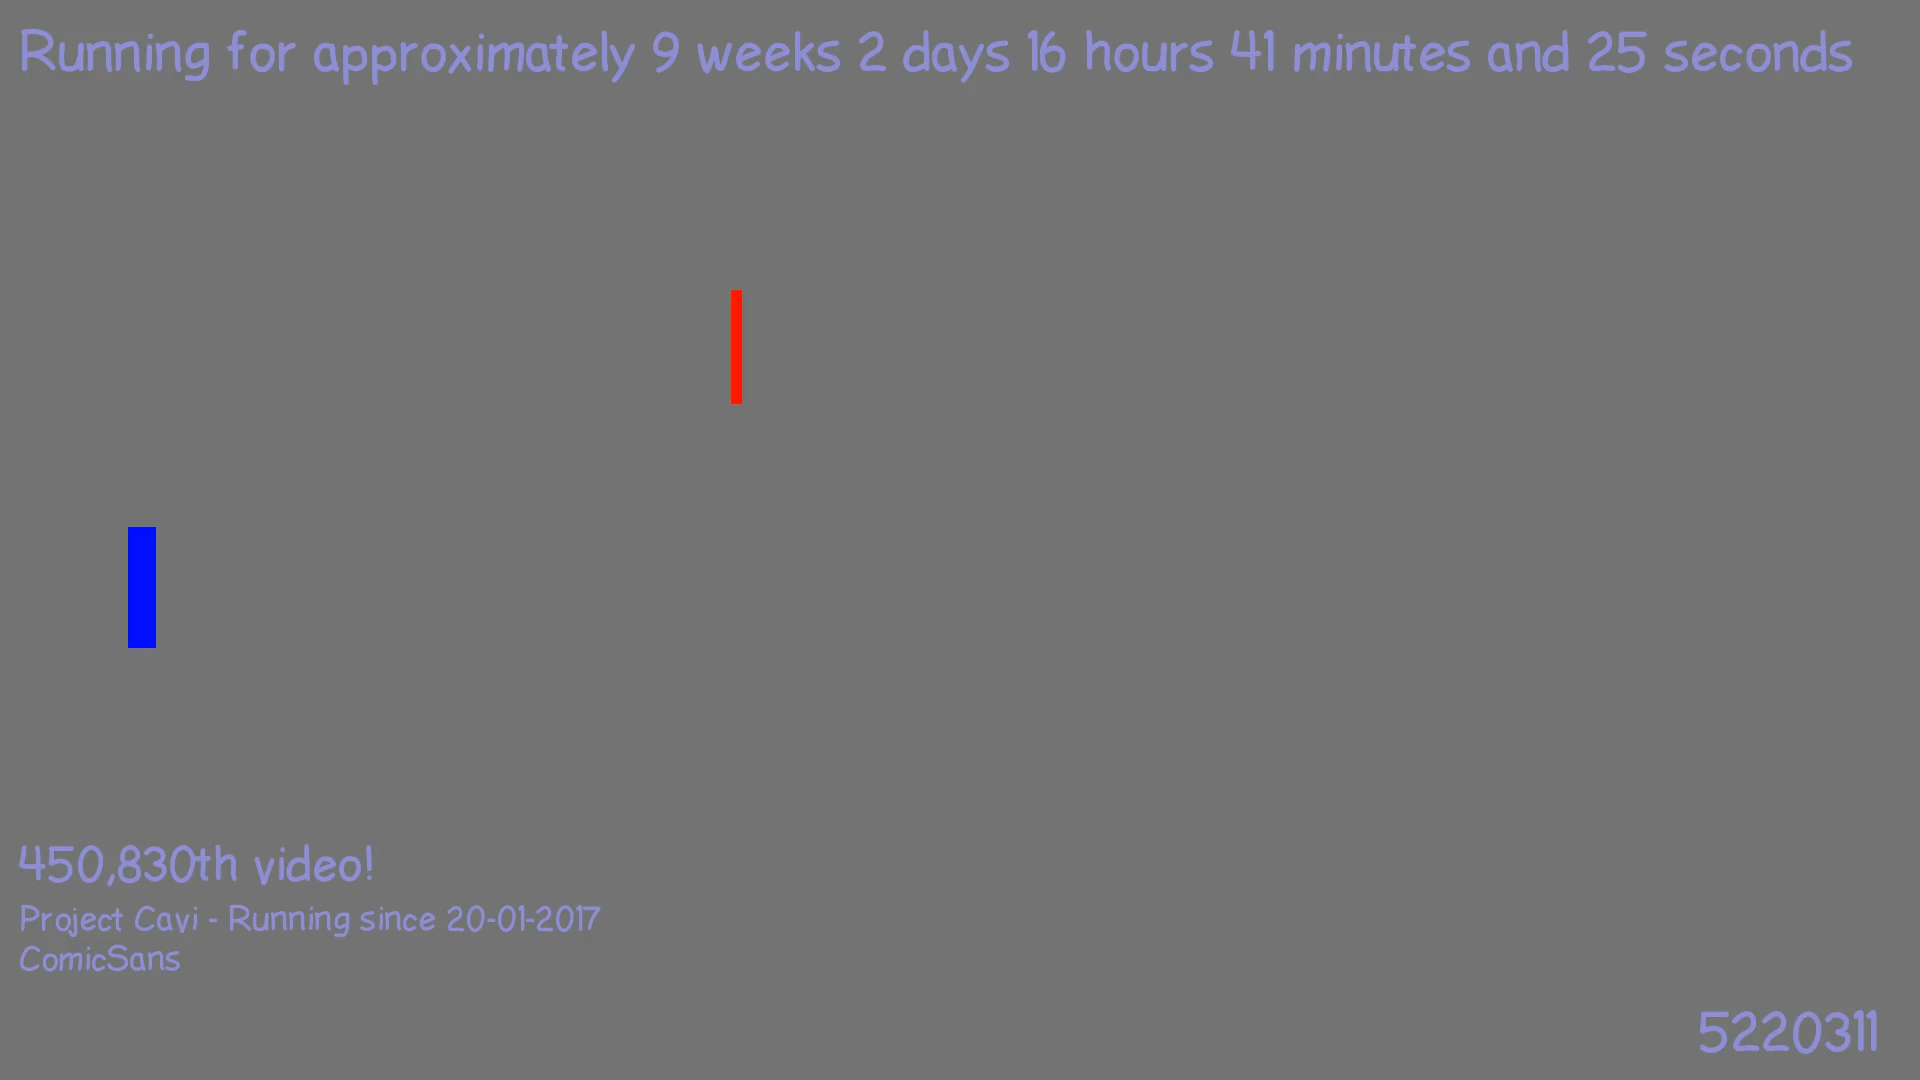 Running for approximately 9 weeks 2 days 16 hours 41 minutes and 25 seconds
450,830th video!
Project Cavi - Running since 20-01-2017
ComicSans
5220311